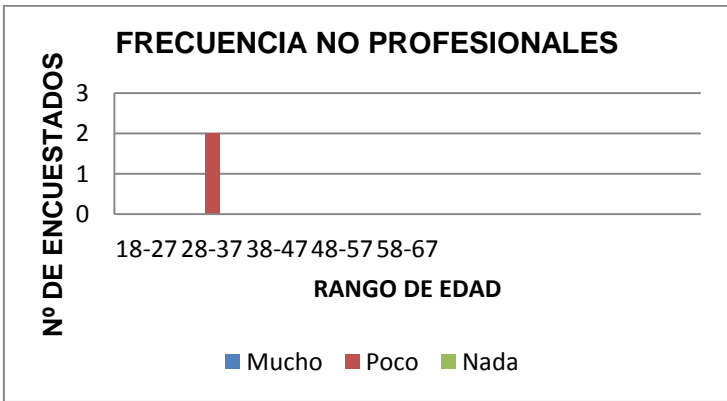 FRECUENCIA NO PROFESIONALES
Nº DE ENCUESTADOS
3
2
1
0
18-27 28-37 38-47 48-57 58-67
RANGO DE EDAD
Mucho Poco Nada